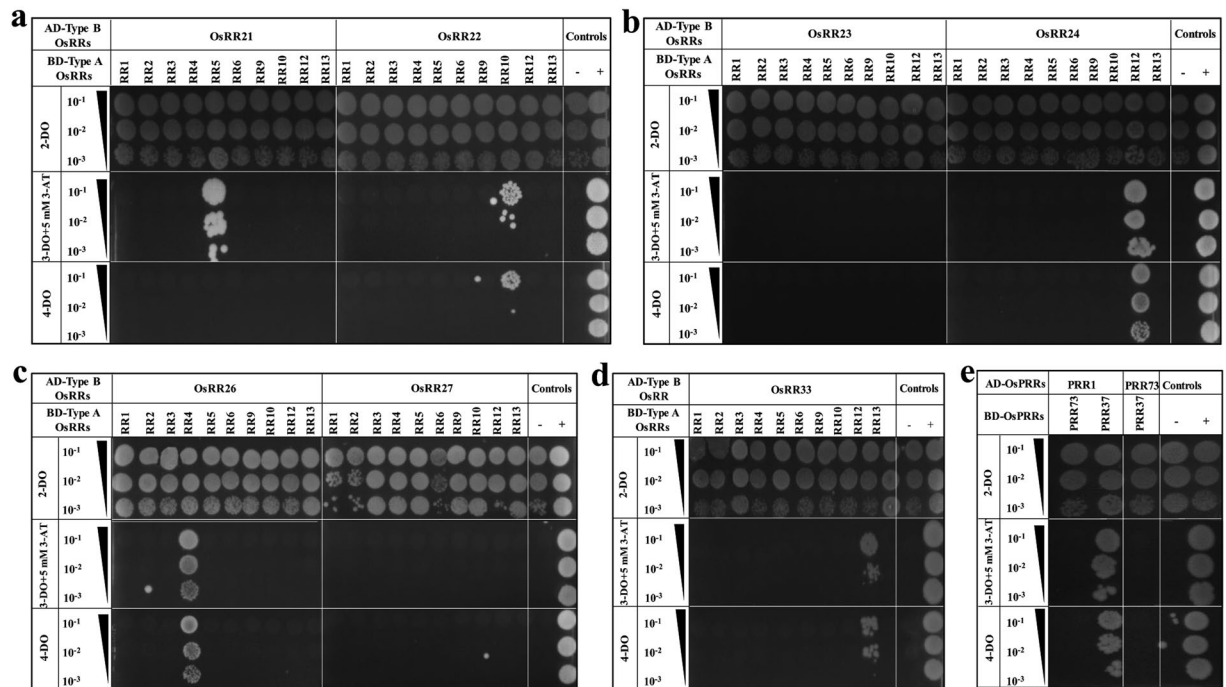 a
AD-Type B OsRRs OsRR21 OsRR22 Controls
BD-Type A OsRRs RR1 RR2 RR3 RR4 RR5 RR6 RR9 RR10 RR12 RR13 RR1 RR2 RR3 RR4 RR5 RR6 RR9 RR10 RR12 RR13 - +
2-DO
10-1
10-2
10-3
3-DO+5 mM 3-AT
10-1
10-2
10-3
4-DO
10-1
10-2
10-3
b
AD-Type B OsRRs OsRR23 OsRR24 Controls
BD-Type A OsRRs RR1 RR2 RR3 RR4 RR5 RR6 RR9 RR10 RR12 RR13 RR1 RR2 RR3 RR4 RR5 RR6 RR9 RR10 RR12 RR13 - +
2-DO
10-1
10-2
10-3
3-DO+5 mM 3-AT
10-1
10-2
10-3
4-DO
10-1
10-2
10-3
c
AD-Type B OsRRs OsRR26 OsRR27 Controls
BD-Type A OsRRs RR1 RR2 RR3 RR4 RR5 RR6 RR9 RR10 RR12 RR13 RR1 RR2 RR3 RR4 RR5 RR6 RR9 RR10 RR12 RR13 - +
2-DO
10-1
10-2
10-3
3-DO+5 mM 3-AT
10-1
10-2
10-3
4-DO
10-1
10-2
10-3
d
AD-Type B OsRR OsRR33 Controls
BD-Type A OsRRs RR1 RR2 RR3 RR4 RR5 RR6 RR9 RR10 RR12 RR13 - +
2-DO
10-1
10-2
10-3
3-DO+5 mM 3-AT
10-1
10-2
10-3
4-DO
10-1
10-2
10-3
e
AD-OsPRRs PRR1 PRR73 Controls
BD-OsPRRs PRR73 PRR37 PRR37 - +
2-DO
10-1
10-2
10-3
3-DO+5 mM 3-AT
10-1
10-2
10-3
4-DO
10-1
10-2
10-3